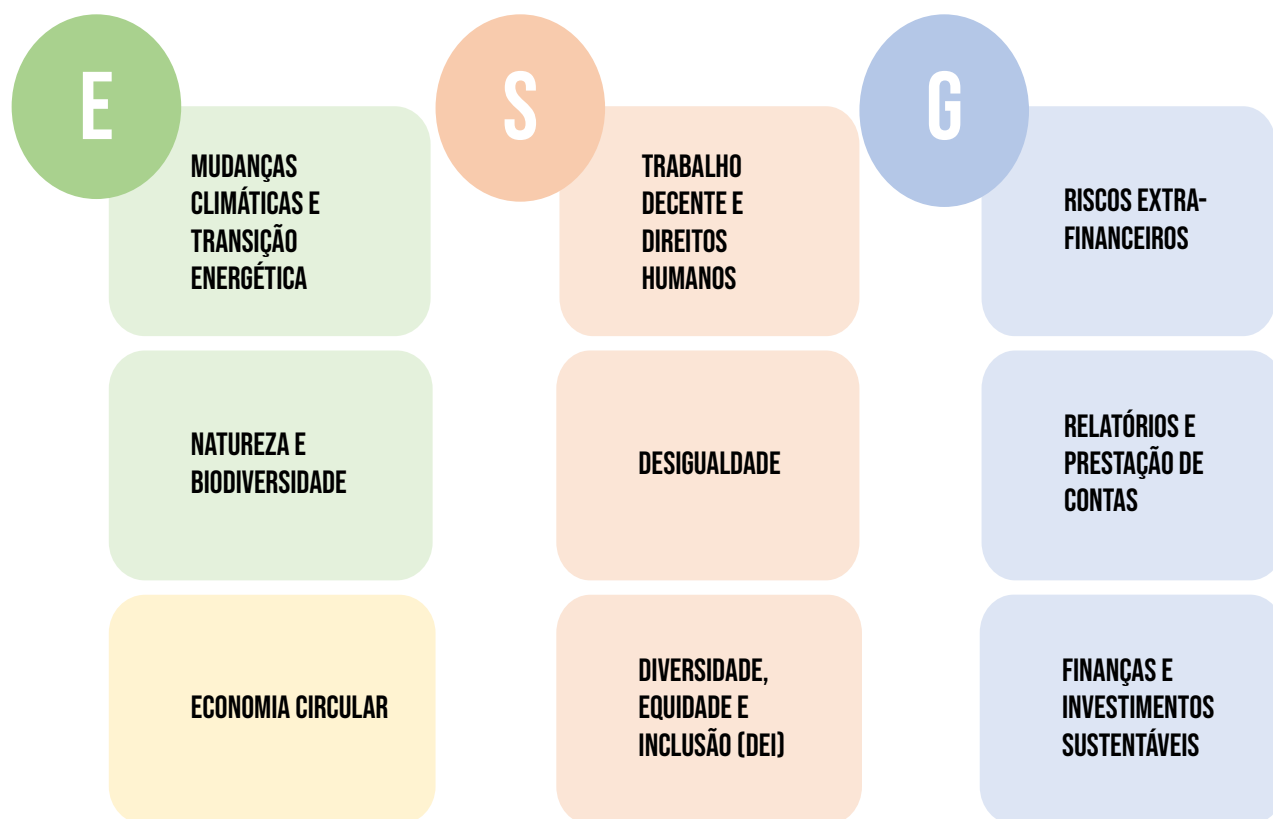 E
MUDANÇAS
CLIMÁTICAS E
TRANSIÇÃO
ENERGÉTICA
NATUREZA E
BIODIVERSIDADE
ECONOMIA CIRCULAR
S
TRABALHO
DECENTE E
DIREITOS
HUMANOS
DESIGUALDADE
DIVERSIDADE,
EQUIDADE E
INCLUSÃO (DEI)
G
RISCOS EXTRA-
FINANCEIROS
RELATÓRIOS E
PRESTAÇÃO DE
CONTAS
FINANÇAS E
INVESTIMENTOS
SUSTENTÁVEIS